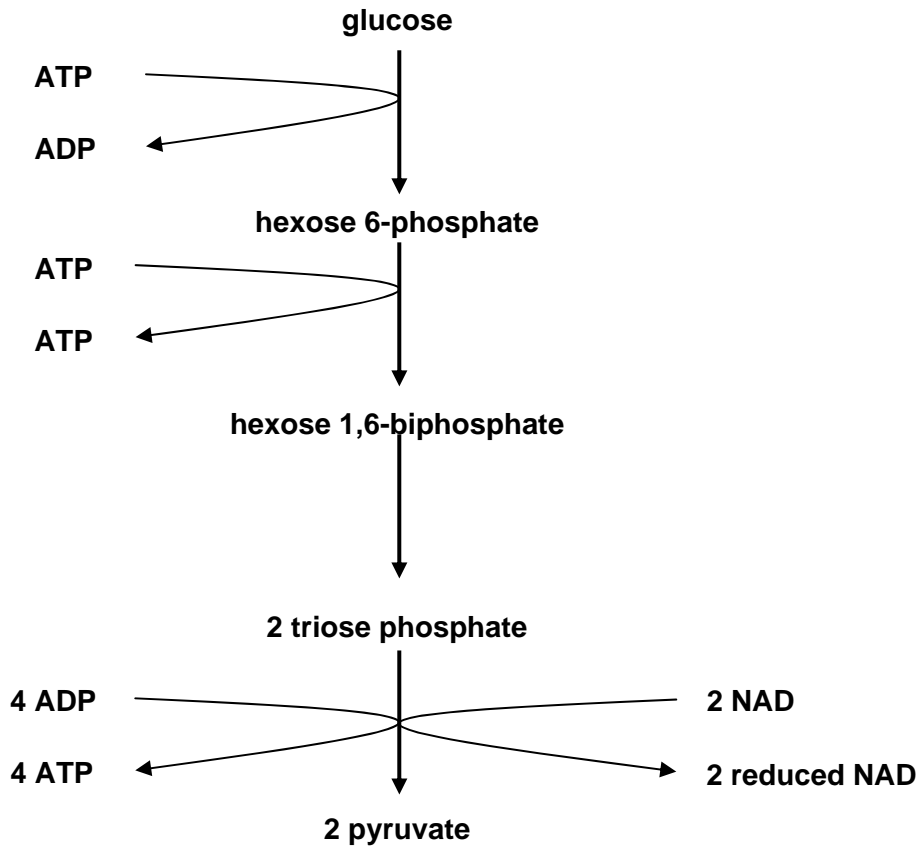 glucose
ATP
ADP
hexose 6-phosphate
ATP
ATP
hexose 1,6-biphosphate
2 triose phosphate
4 ADP
2 NAD
4 ATP
2 reduced NAD
2 pyruvate